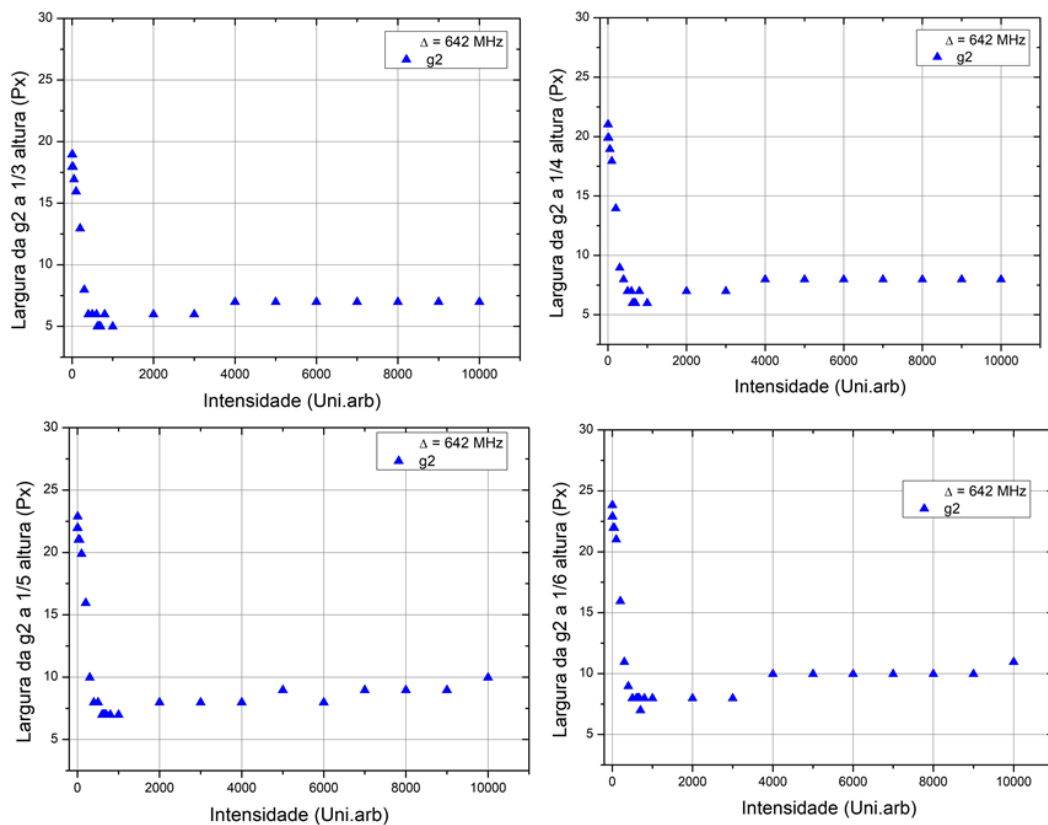 Largura da g2 a 1/3 altura (Px)
30
25
20
15
10
5
Δ = 642 MHz
g2
0 2000 4000 6000 8000 10000
Intensidade (Uni.arb)
Largura da g2 a 1/4 altura (Px)
30
25
20
15
10
5
Δ = 642 MHz
g2
0 2000 4000 6000 8000 10000
Intensidade (Uni.arb)
Largura da g2 a 1/5 altura (Px)
30
25
20
15
10
5
Δ = 642 MHz
g2
0 2000 4000 6000 8000 10000
Intensidade (Uni.arb)
Largura da g2 a 1/6 altura (Px)
30
25
20
15
10
5
Δ = 642 MHz
g2
0 2000 4000 6000 8000 10000
Intensidade (Uni.arb)